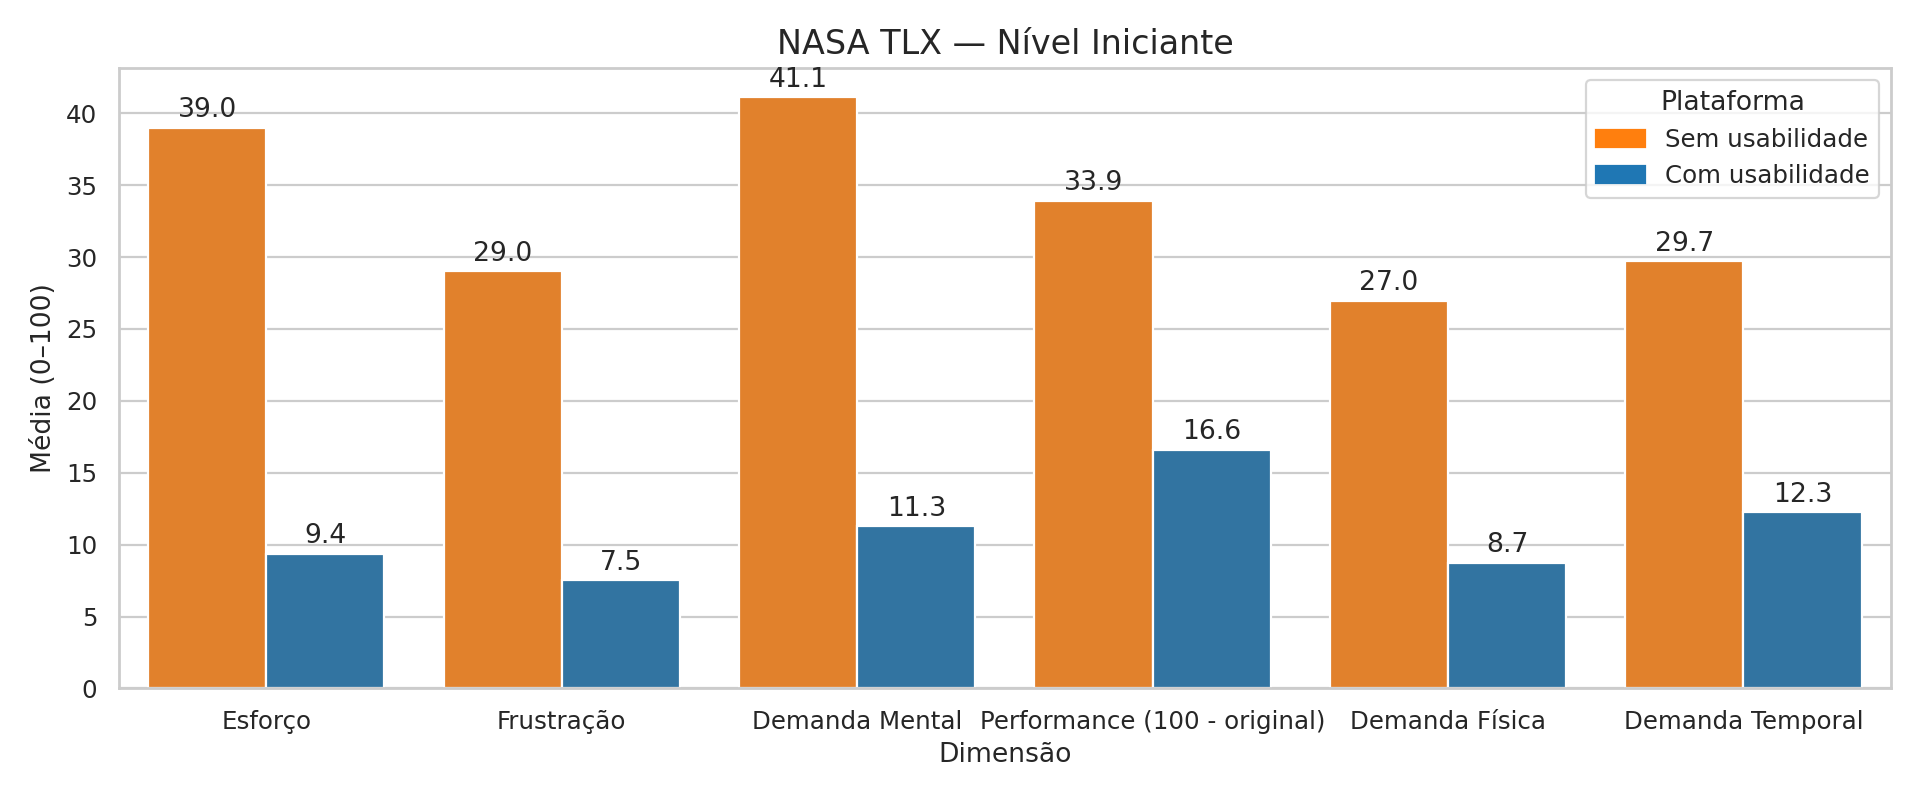 NASA TLX — Nível Iniciante
Plataforma
Sem usabilidade
Com usabilidade
Média (0–100)
40
35
30
25
20
15
10
5
0
39.0
9.4
29.0
7.5
41.1
11.3
33.9
16.6
27.0
8.7
29.7
12.3
Esforço
Frustração
Demanda Mental
Performance (100 - original)
Demanda Física
Demanda Temporal
Dimensão